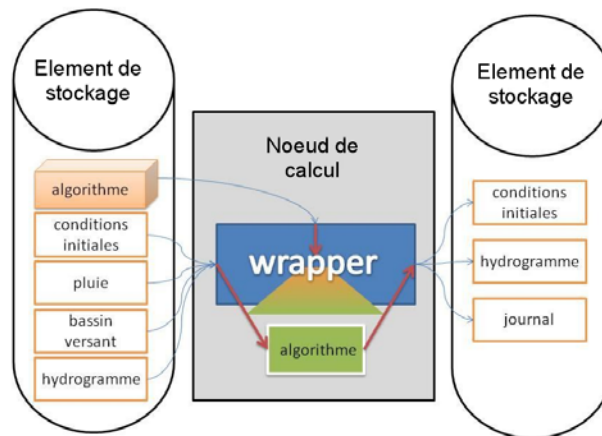 Element de
stockage
algorithme
conditions
initiales
pluie
bassin
versant
hydrogramme
Noeud de
calcul
wrapper
algorithme
Element de
stockage
conditions
initiales
hydrogramme
journal